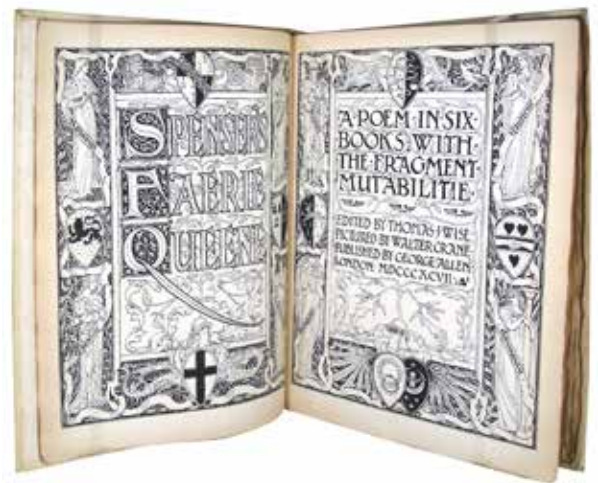 SPENSER'S
FAERIE
QUEENE
A·POEM·IN·SIX·
BOOKS·WITH·
THE·FRAGMENT·
MUTABILITIE·
EDITED BY THOMAS J WISE
PICTURED BY WALTER CRANE·
PUBLISHED BY GEORGE ALLEN·
LONDON: MDCCCXCVII: